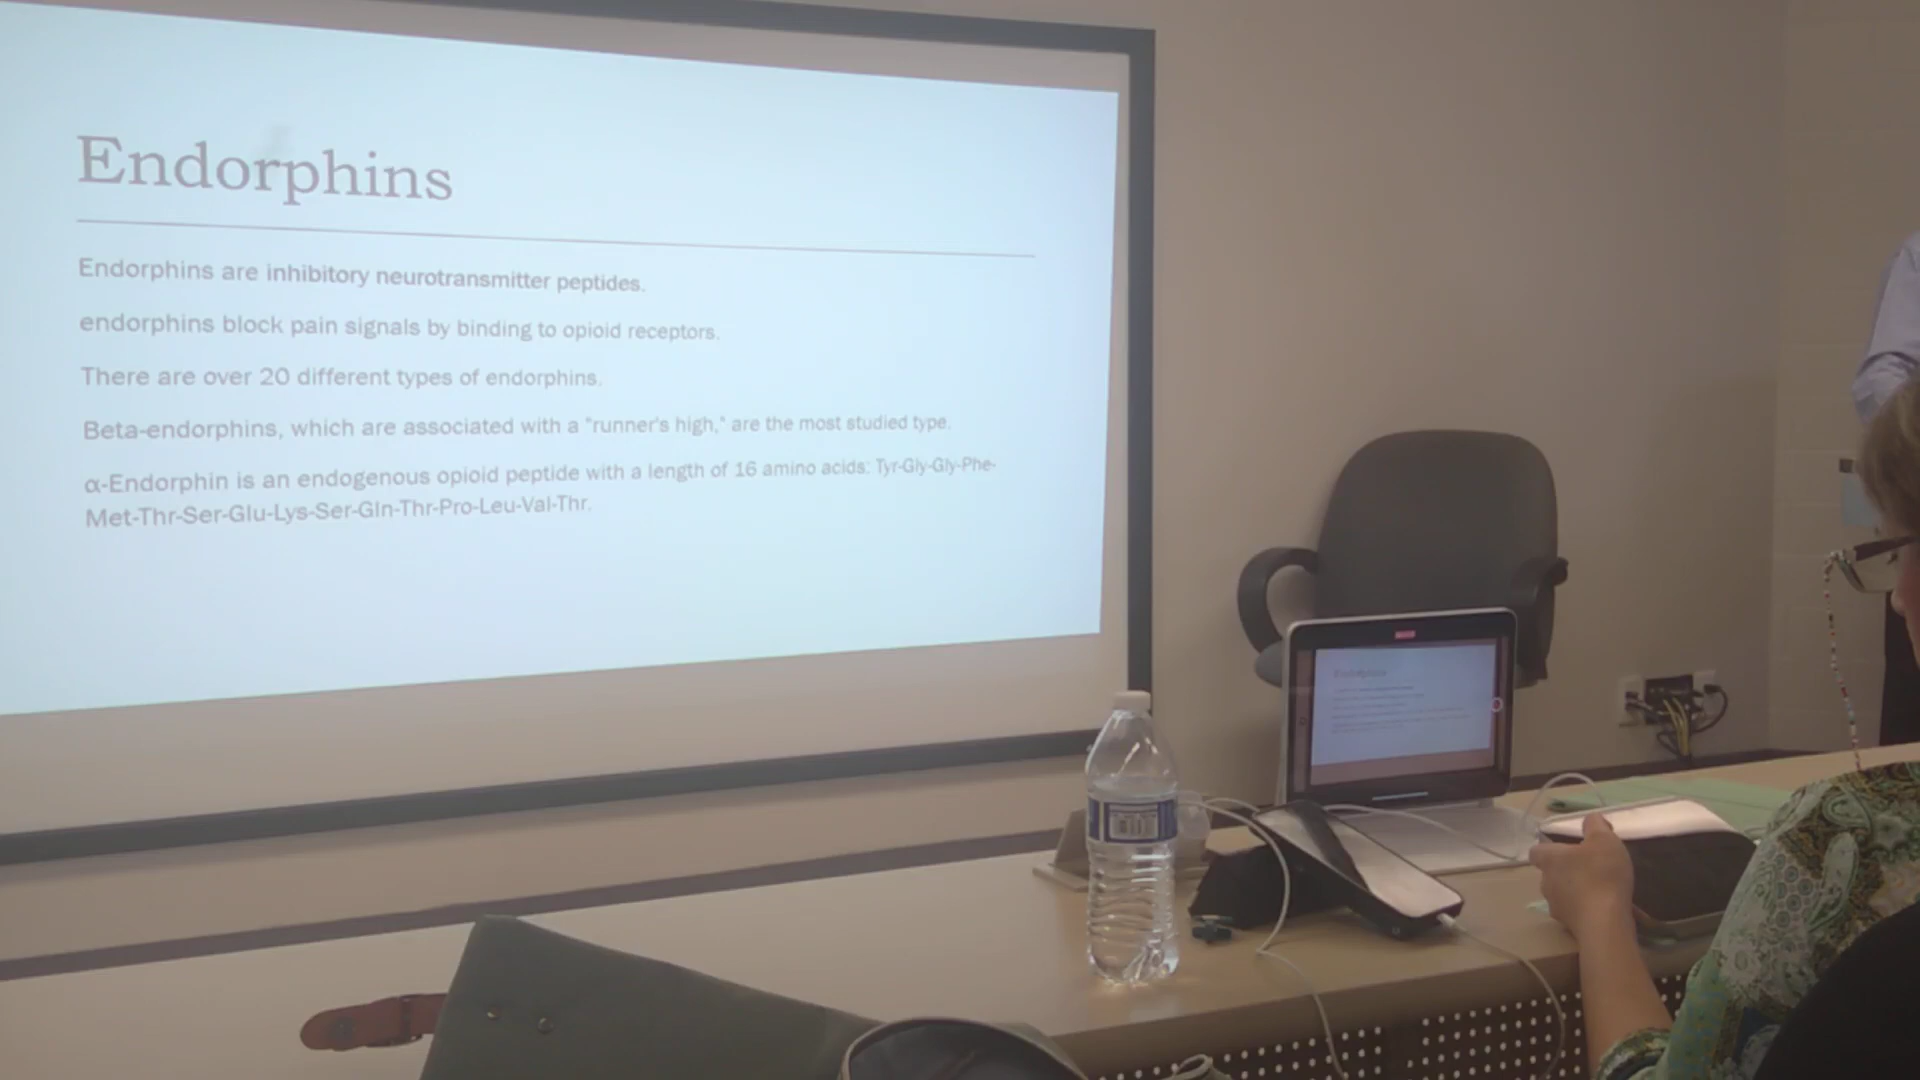 Endorphins
Endorphins are inhibitory neurotransmitter peptides.
endorphins block pain signals by binding to opioid receptors.
There are over 20 different types of endorphins.
Beta-endorphins, which are associated with a "runner's high," are the most studied type.
α-Endorphin is an endogenous opioid peptide with a length of 16 amino acids: Tyr-Gly-Gly-Phe-
Met-Thr-Ser-Glu-Lys-Ser-Gln-Thr-Pro-Leu-Val-Thr.
Endorphins